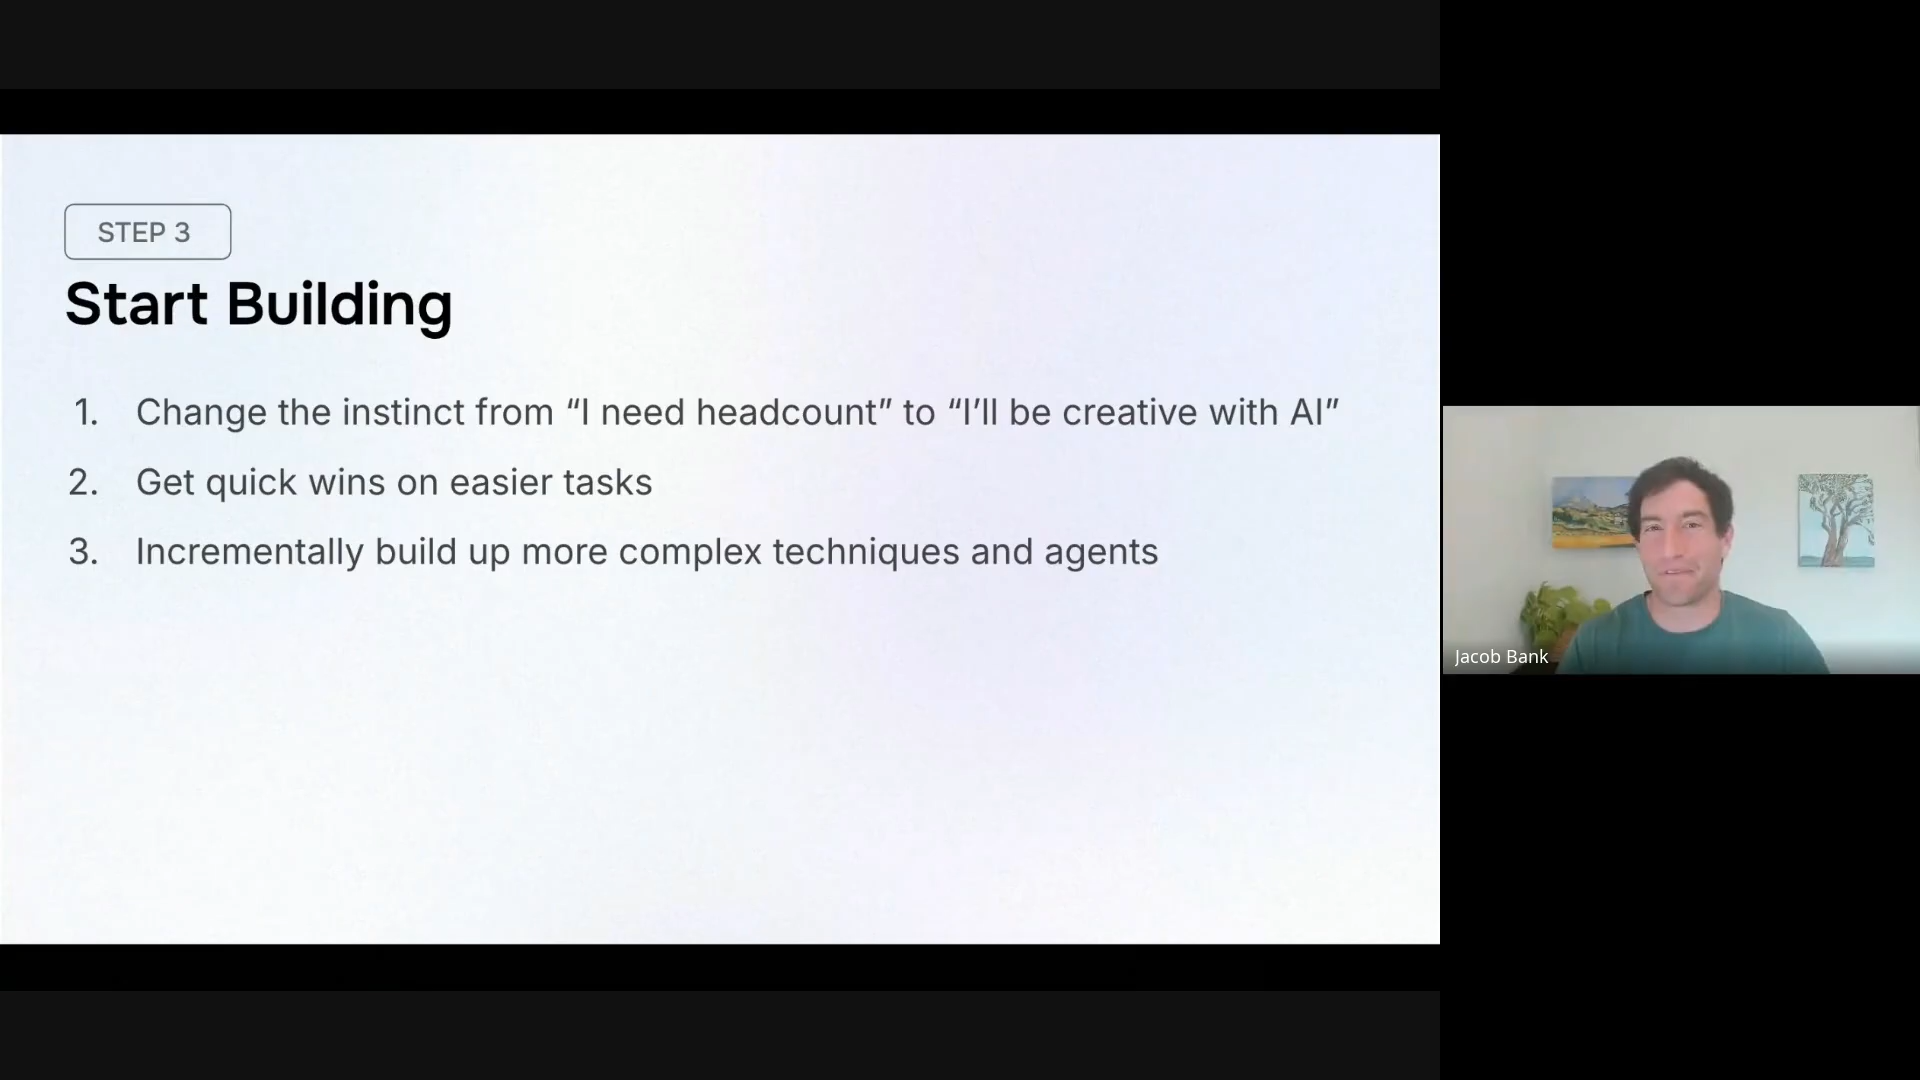 STEP 3
Start Building
1. Change the instinct from “I need headcount” to “I’ll be creative with AI”
2. Get quick wins on easier tasks
3. Incrementally build up more complex techniques and agents
Jacob Bank